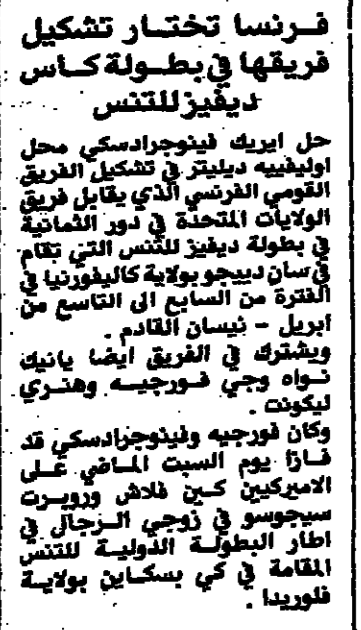 فرنسا تختار تشكيل
فريقها في بطولة كأس
ديفيز للتنس
حل ايريك فينوجرادسكي محل
اوليفييه ديليتر في تشكيل الفريق
القومي الفرنسي الذي يقابل فريق
الولايات المتحدة في دور الثمانية
في بطولة ديفيز للتنس التي تقام
في سان دييجو بولاية كاليفورنيا في
الفترة من السابع الى التاسع من
أبريل - نيسان القادم .
ويشترك في الفريق ايضا يانيك
نواه وجي فورجيه وهنري
ليكونت .
وكان فورجيه وفينوجرادسكي قد
فازا يوم السبت الماضي على
الاميركيين كين فلاش وروبرت
سيجوسو في زوجي الرجال في
اطار البطولة الدولية للتنس
المقامة في كي بسكاين بولاية
فلوريدا .